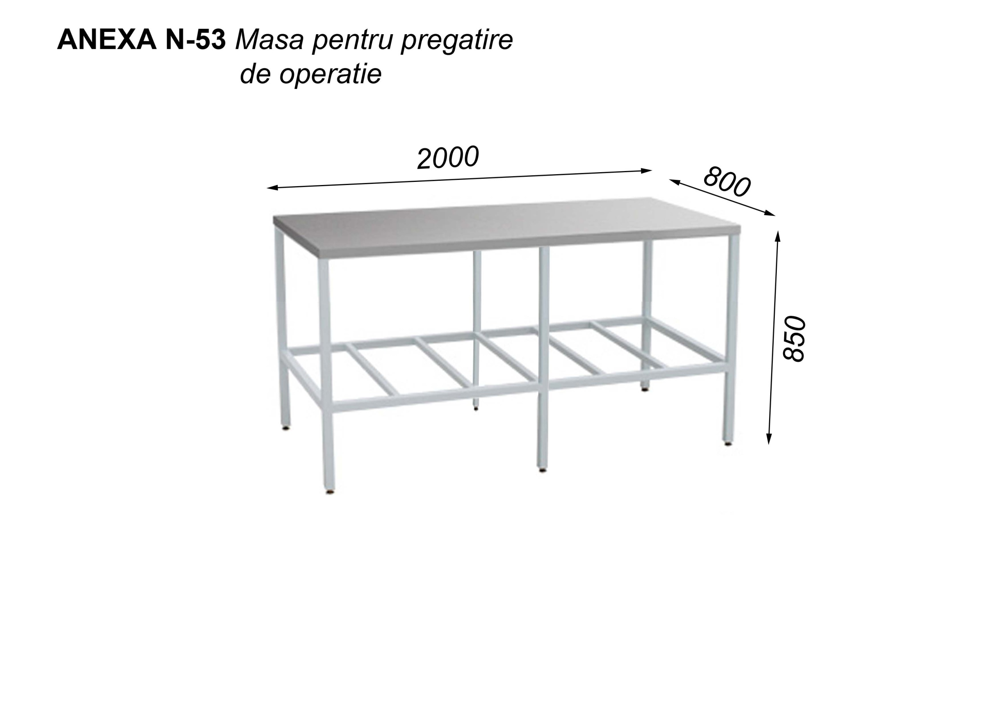 ANEXA N-53 Masa pentru pregatire
de operatie
2000
800
850